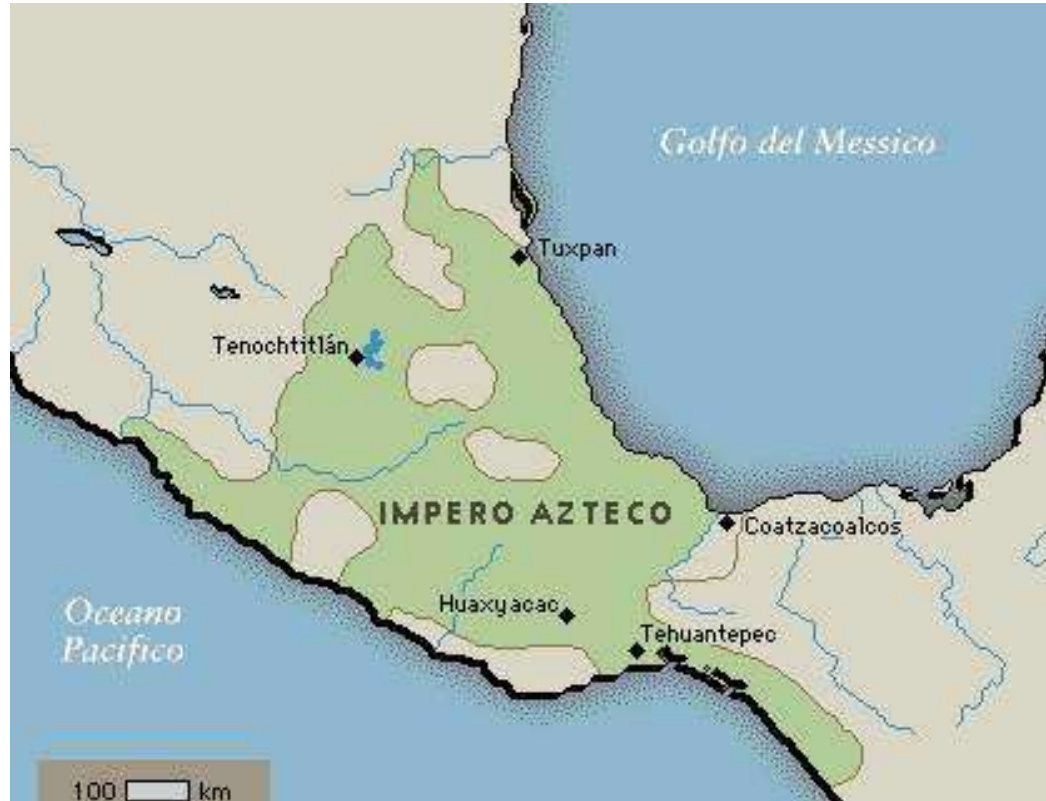 Golfo del Messico
Tuxpan
Tenochtitlán
IMPERO AZTECO
Coatzacoalcos
Oceano
Pacifico
Huaxyacac
Tehuantepec
100 km